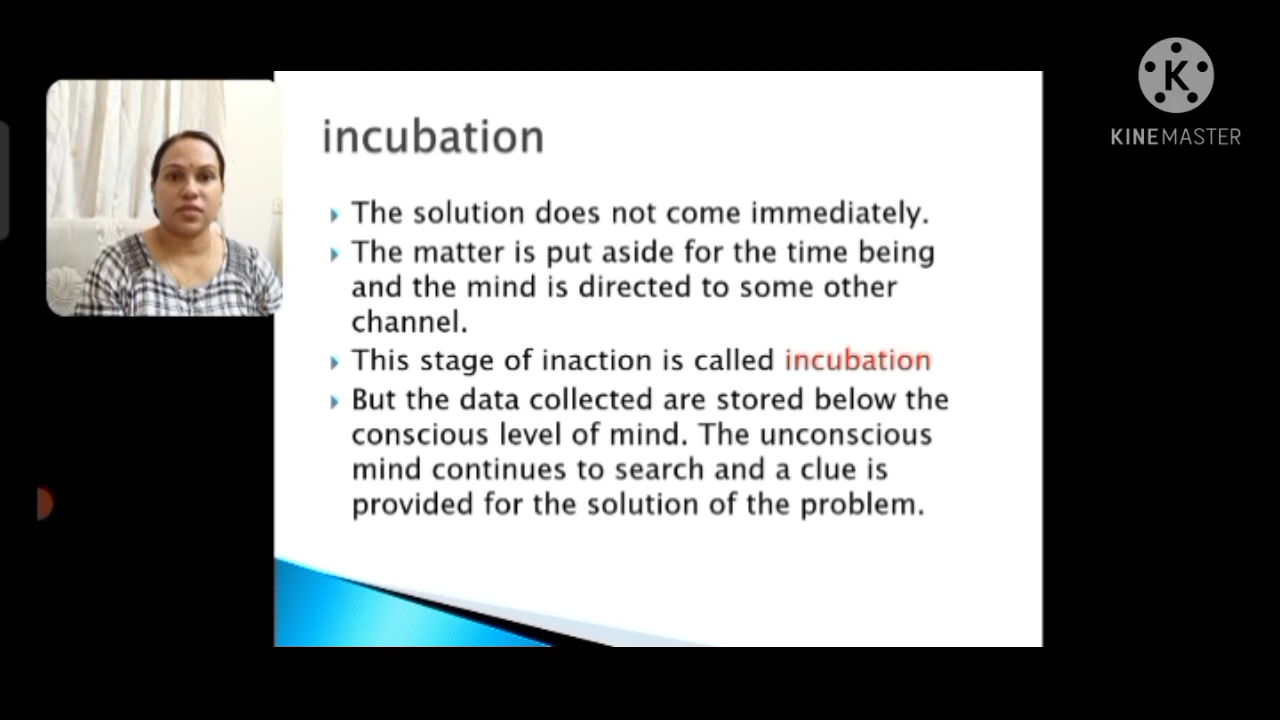 incubation
The solution does not come immediately.
The matter is put aside for the time being
and the mind is directed to some other
channel.
This stage of inaction is called incubation
But the data collected are stored below the
conscious level of mind. The unconscious
mind continues to search and a clue is
provided for the solution of the problem.
K
KINEMASTER